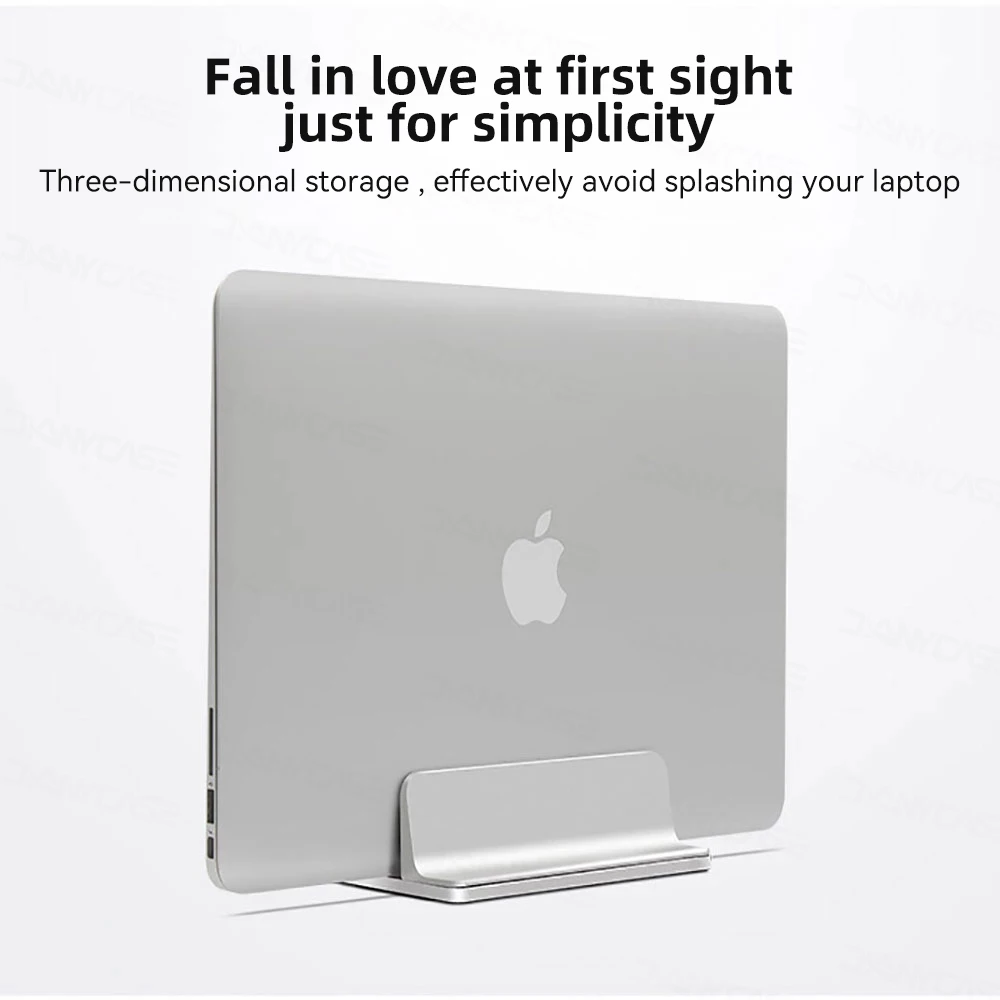 Fall in love at first sight
just for simplicity
Three-dimensional storage , effectively avoid splashing your laptop